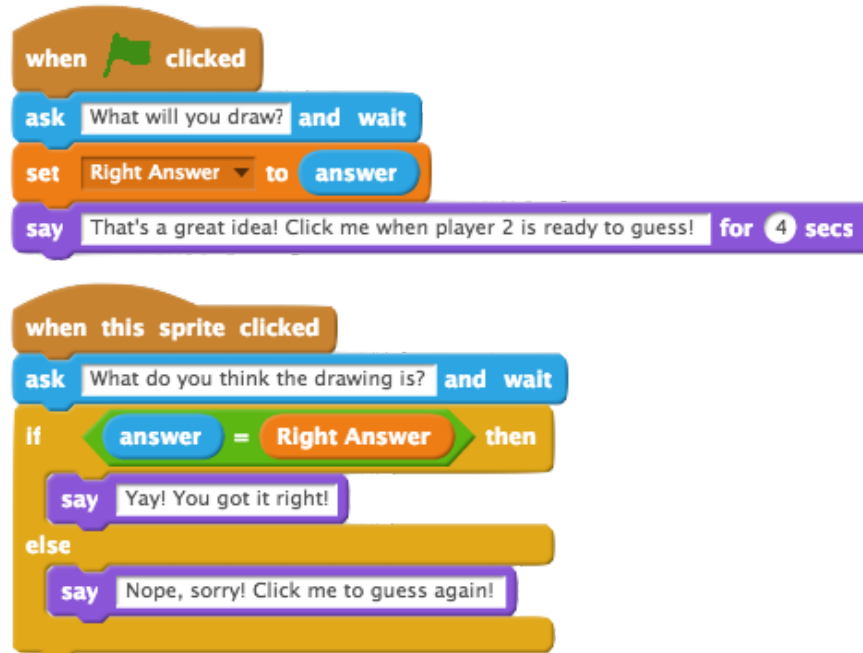 when clicked
ask What will you draw? and wait
set Right Answer to answer
say That's a great idea! Click me when player 2 is ready to guess! for 4 secs
when this sprite clicked
ask What do you think the drawing is? and wait
if answer = Right Answer then
say Yay! You got it right!
else
say Nope, sorry! Click me to guess again!